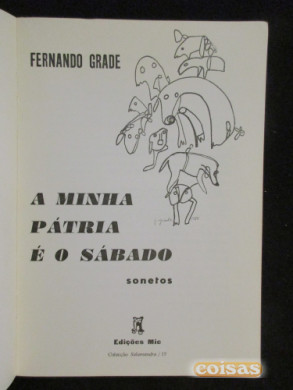 FERNANDO GRADE
A MINHA
PÁTRIA
É O SÁBADO
sonetos
Edições Mic
coisas